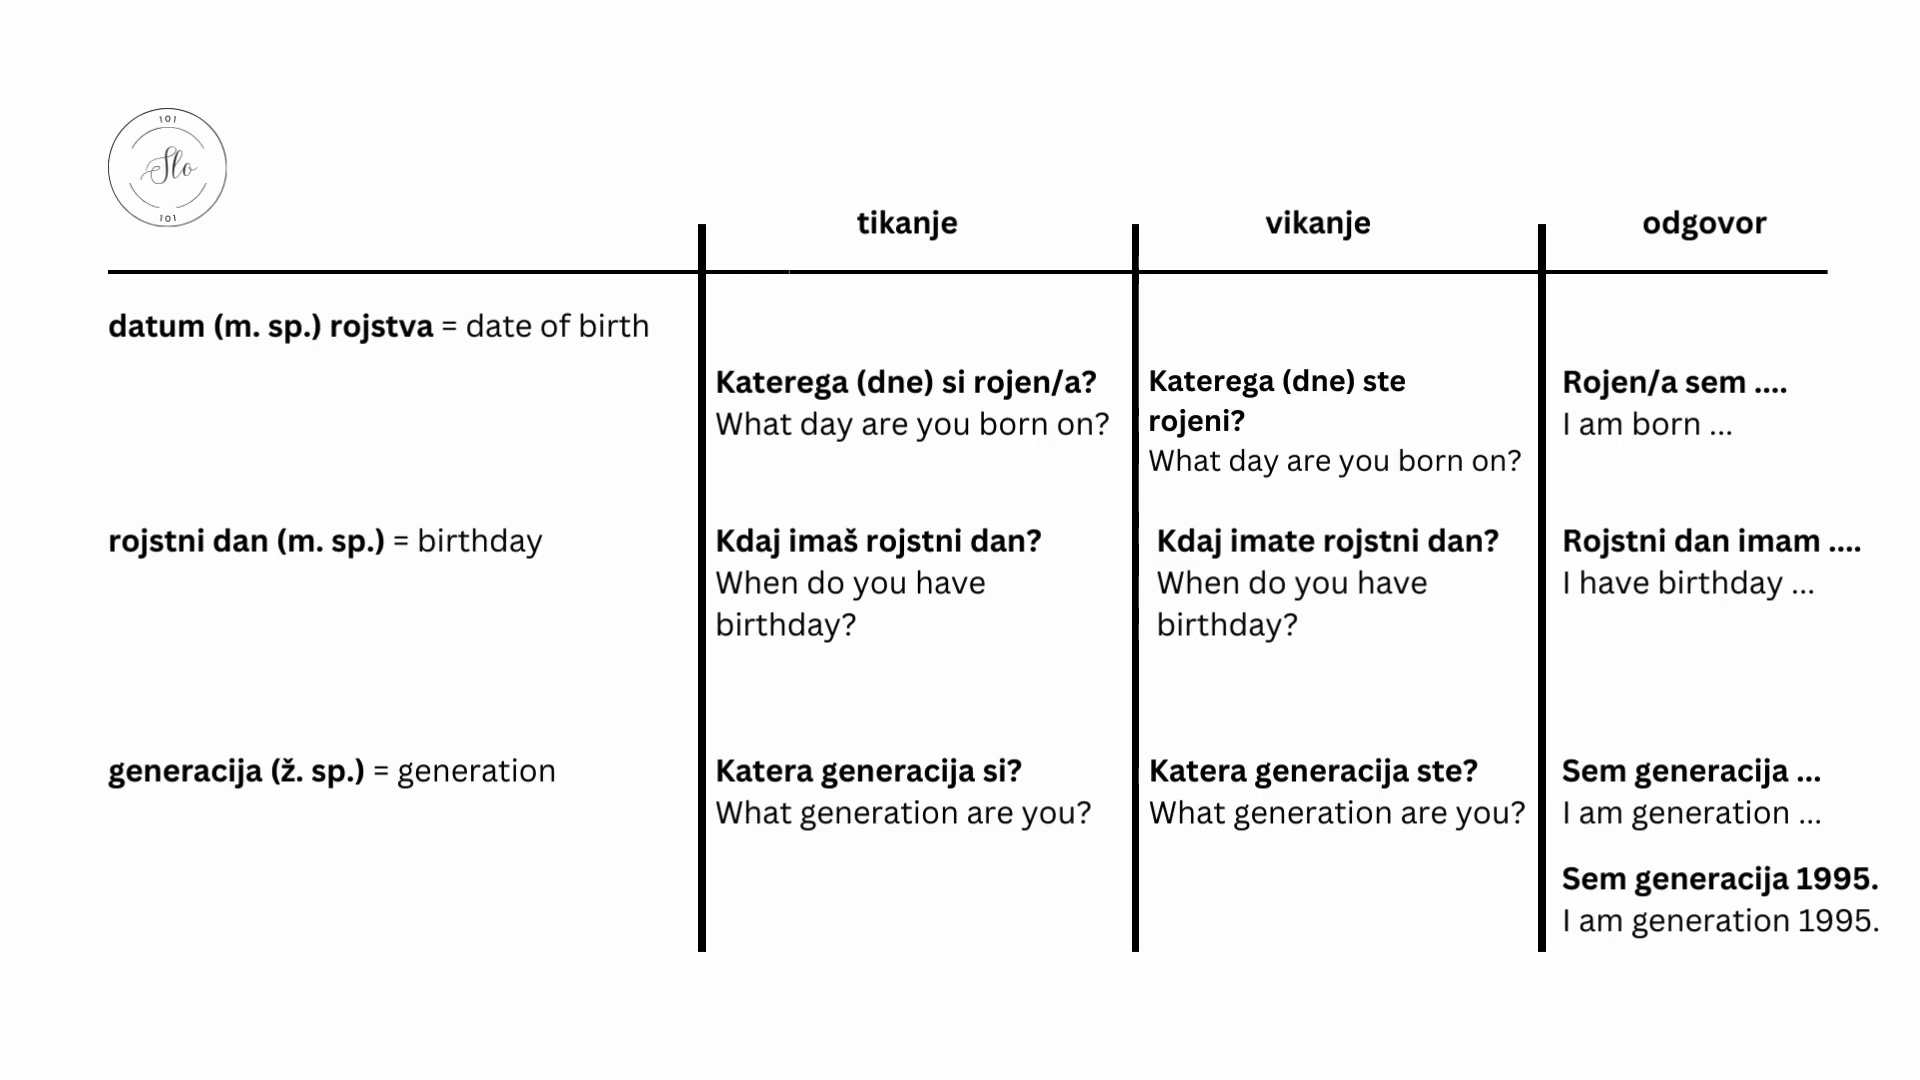 101
Slo
101
tikanje
vikanje
odgovor
datum (m. sp.) rojstva = date of birth
Katerega (dne) si rojen/a?
What day are you born on?
Katerega (dne) ste
rojeni?
What day are you born on?
Rojen/a sem ....
I am born ...
rojstni dan (m. sp.) = birthday
Kdaj imaš rojstni dan?
When do you have
birthday?
Kdaj imate rojstni dan?
When do you have
birthday?
Rojstni dan imam ....
I have birthday ...
generacija (ž. sp.) = generation
Katera generacija si?
What generation are you?
Katera generacija ste?
What generation are you?
Sem generacija ...
I am generation ...
Sem generacija 1995.
I am generation 1995.